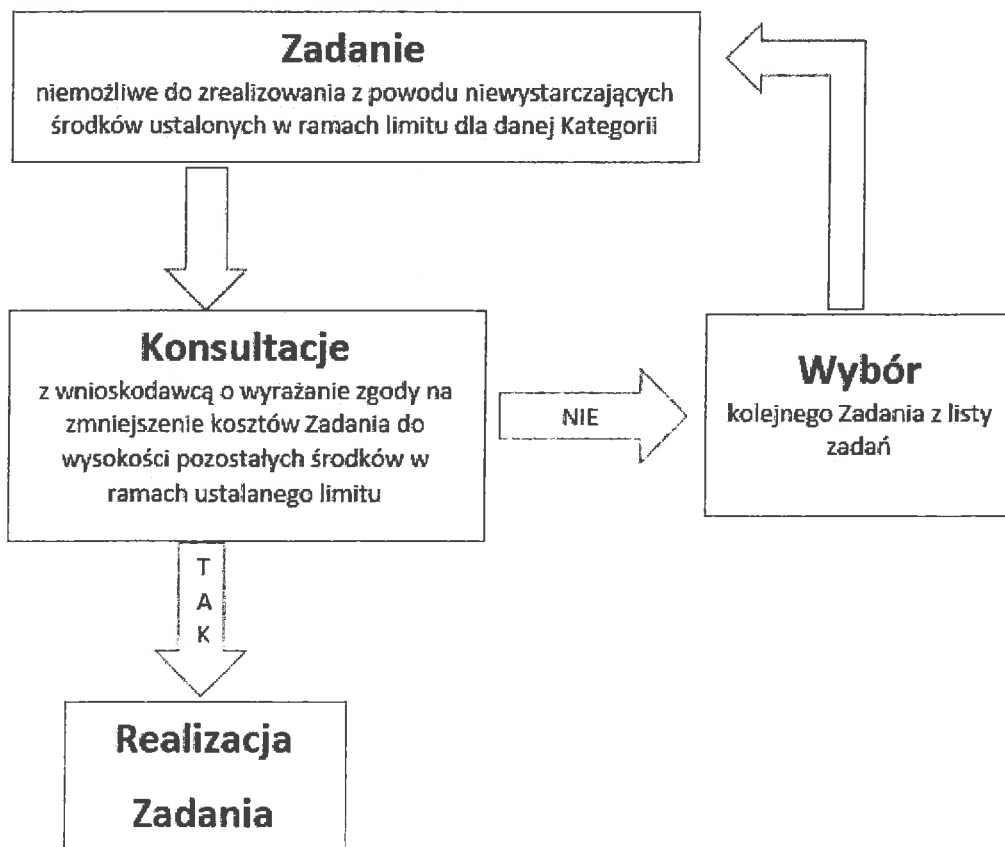 Zadanie
niemożliwe do zrealizowania z powodu niewystarczających
środków ustalonych w ramach limitu dla danej Kategorii
Konsultacje
z wnioskodawcą o wyrażanie zgody na
zmniejszenie kosztów Zadania do
wysokości pozostałych środków w
ramach ustalanego limitu
NIE
Wybór
kolejnego Zadania z listy
zadań
T
A
K
Realizacja
Zadania